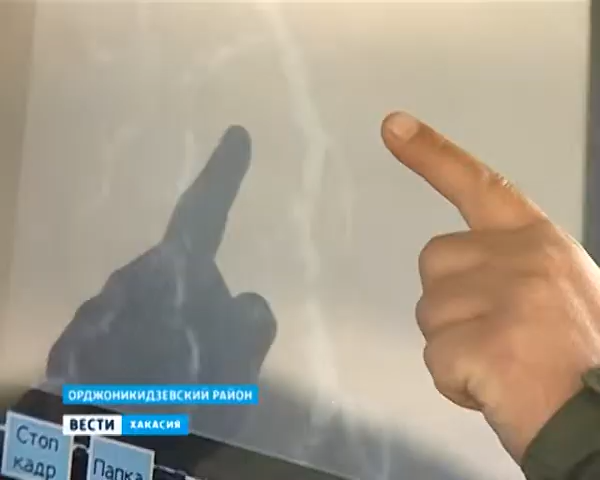 ОРДЖОНИКИДЗЕВСКИЙ РАЙОН
ВЕСТИ ХАКАСИЯ
Стоп
кадр
Папка